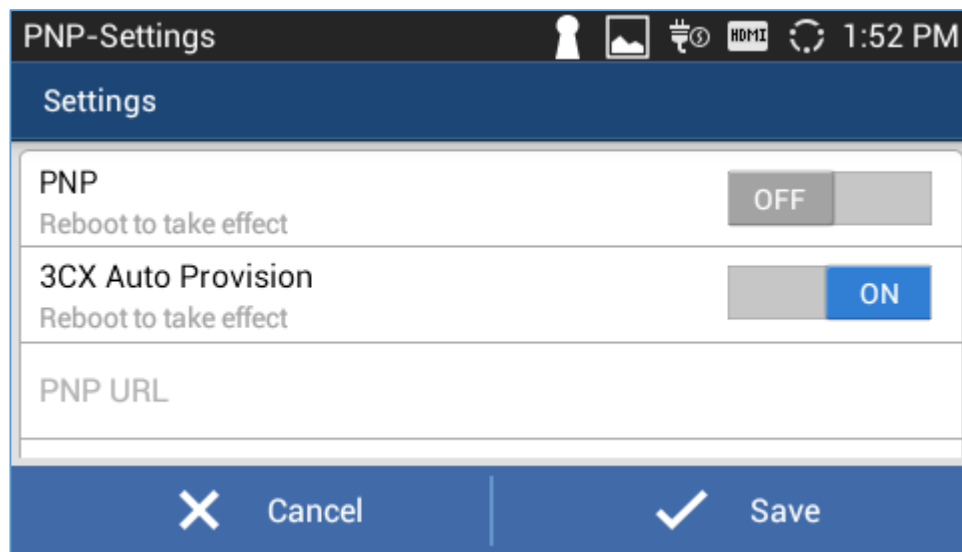 PNP-Settings HDMI 1:52 PM
Settings
PNP
OFF
Reboot to take effect
3CX Auto Provision
ON
Reboot to take effect
PNP URL
Cancel Save